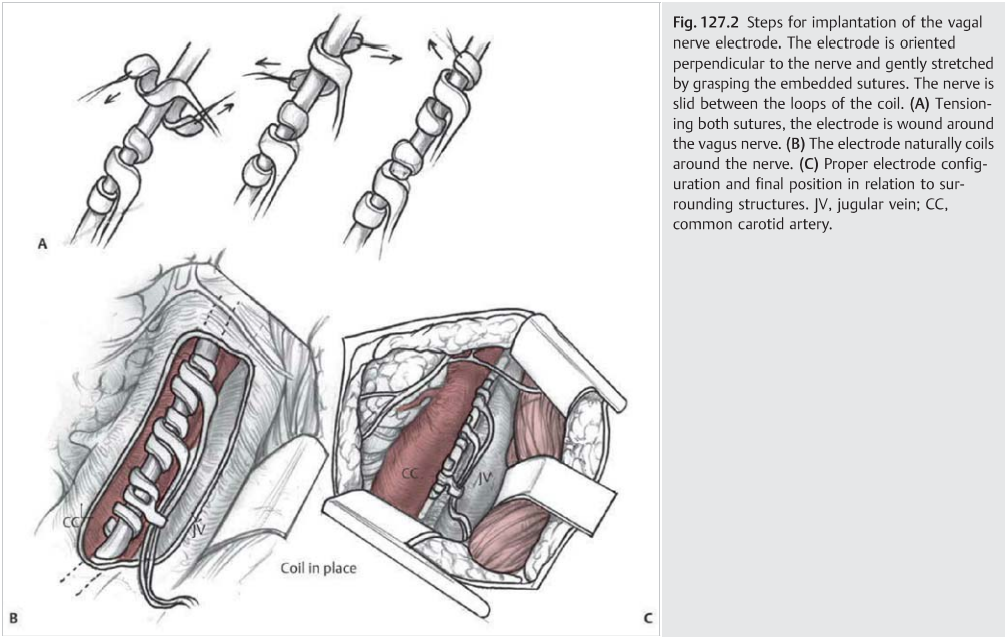 Fig. 127.2 Steps for implantation of the vagal
nerve electrode. The electrode is oriented
perpendicular to the nerve and gently stretched
by grasping the embedded sutures. The nerve is
slid between the loops of the coil. (A) Tension-
ing both sutures, the electrode is wound around
the vagus nerve. (B) The electrode naturally coils
around the nerve. (C) Proper electrode config-
uration and final position in relation to sur-
rounding structures. JV, jugular vein; CC,
common carotid artery.
A
CC
JV
Coil in place
B
CC
JV
C